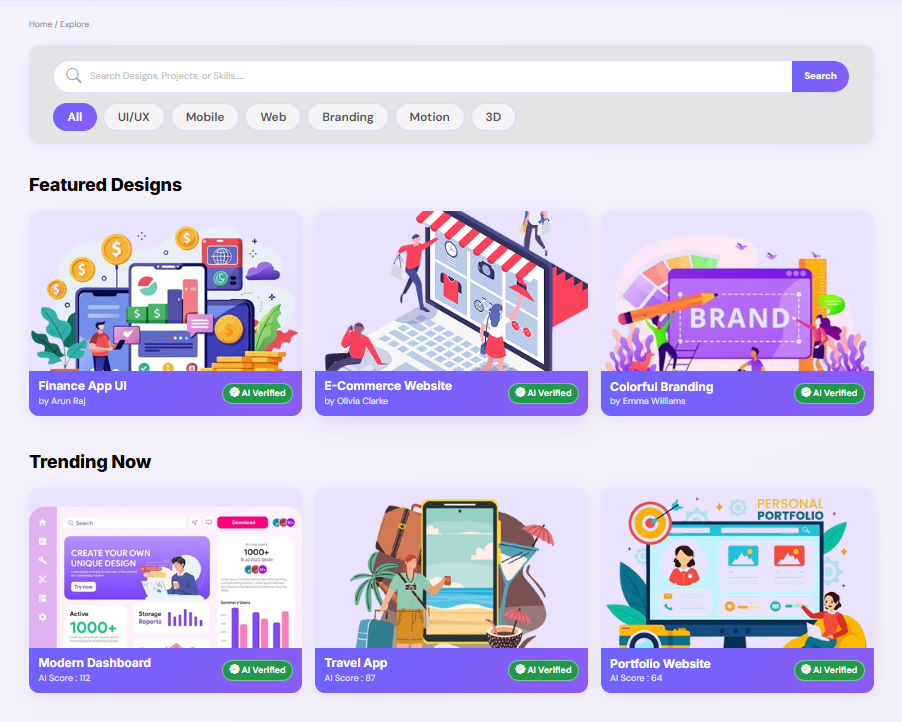 Home / Explore
Search Designs, Projects, or Skills.....
Search
All
UI/UX
Mobile
Web
Branding
Motion
3D
Featured Designs
BRAND
Finance App UI
by Arun Raj
AI Verified
E-Commerce Website
by Olivia Clarke
AI Verified
Colorful Branding
by Emma Williams
AI Verified
Trending Now
Search
Download
CREATE YOUR OWN
UNIQUE DESIGN
Try now
Active users
1000+
Active
1000+
Storage
Reports
Summery Users
PERSONAL
PORTFOLIO
Modern Dashboard
AI Score : 112
AI Verified
Travel App
AI Score : 87
AI Verified
Portfolio Website
AI Score : 64
AI Verified